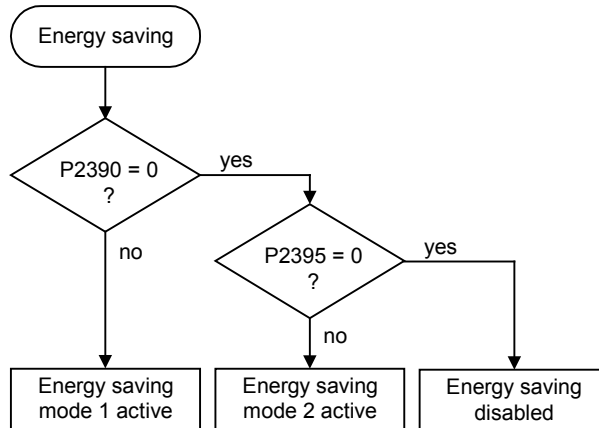 Energy saving
P2390 = 0
?
yes
no
P2395 = 0
?
yes
no
Energy saving
mode 1 active
Energy saving
mode 2 active
Energy saving
disabled